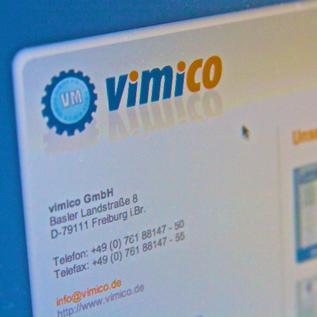 VM
vimico
vimico GmbH
Basler Landstraße 8
D-79111 Freiburg i.Br.
Telefon: +49 (0) 761 88147 - 50
Telefax: +49 (0) 761 88147 - 55
info@vimico.de
http://www.vimico.de